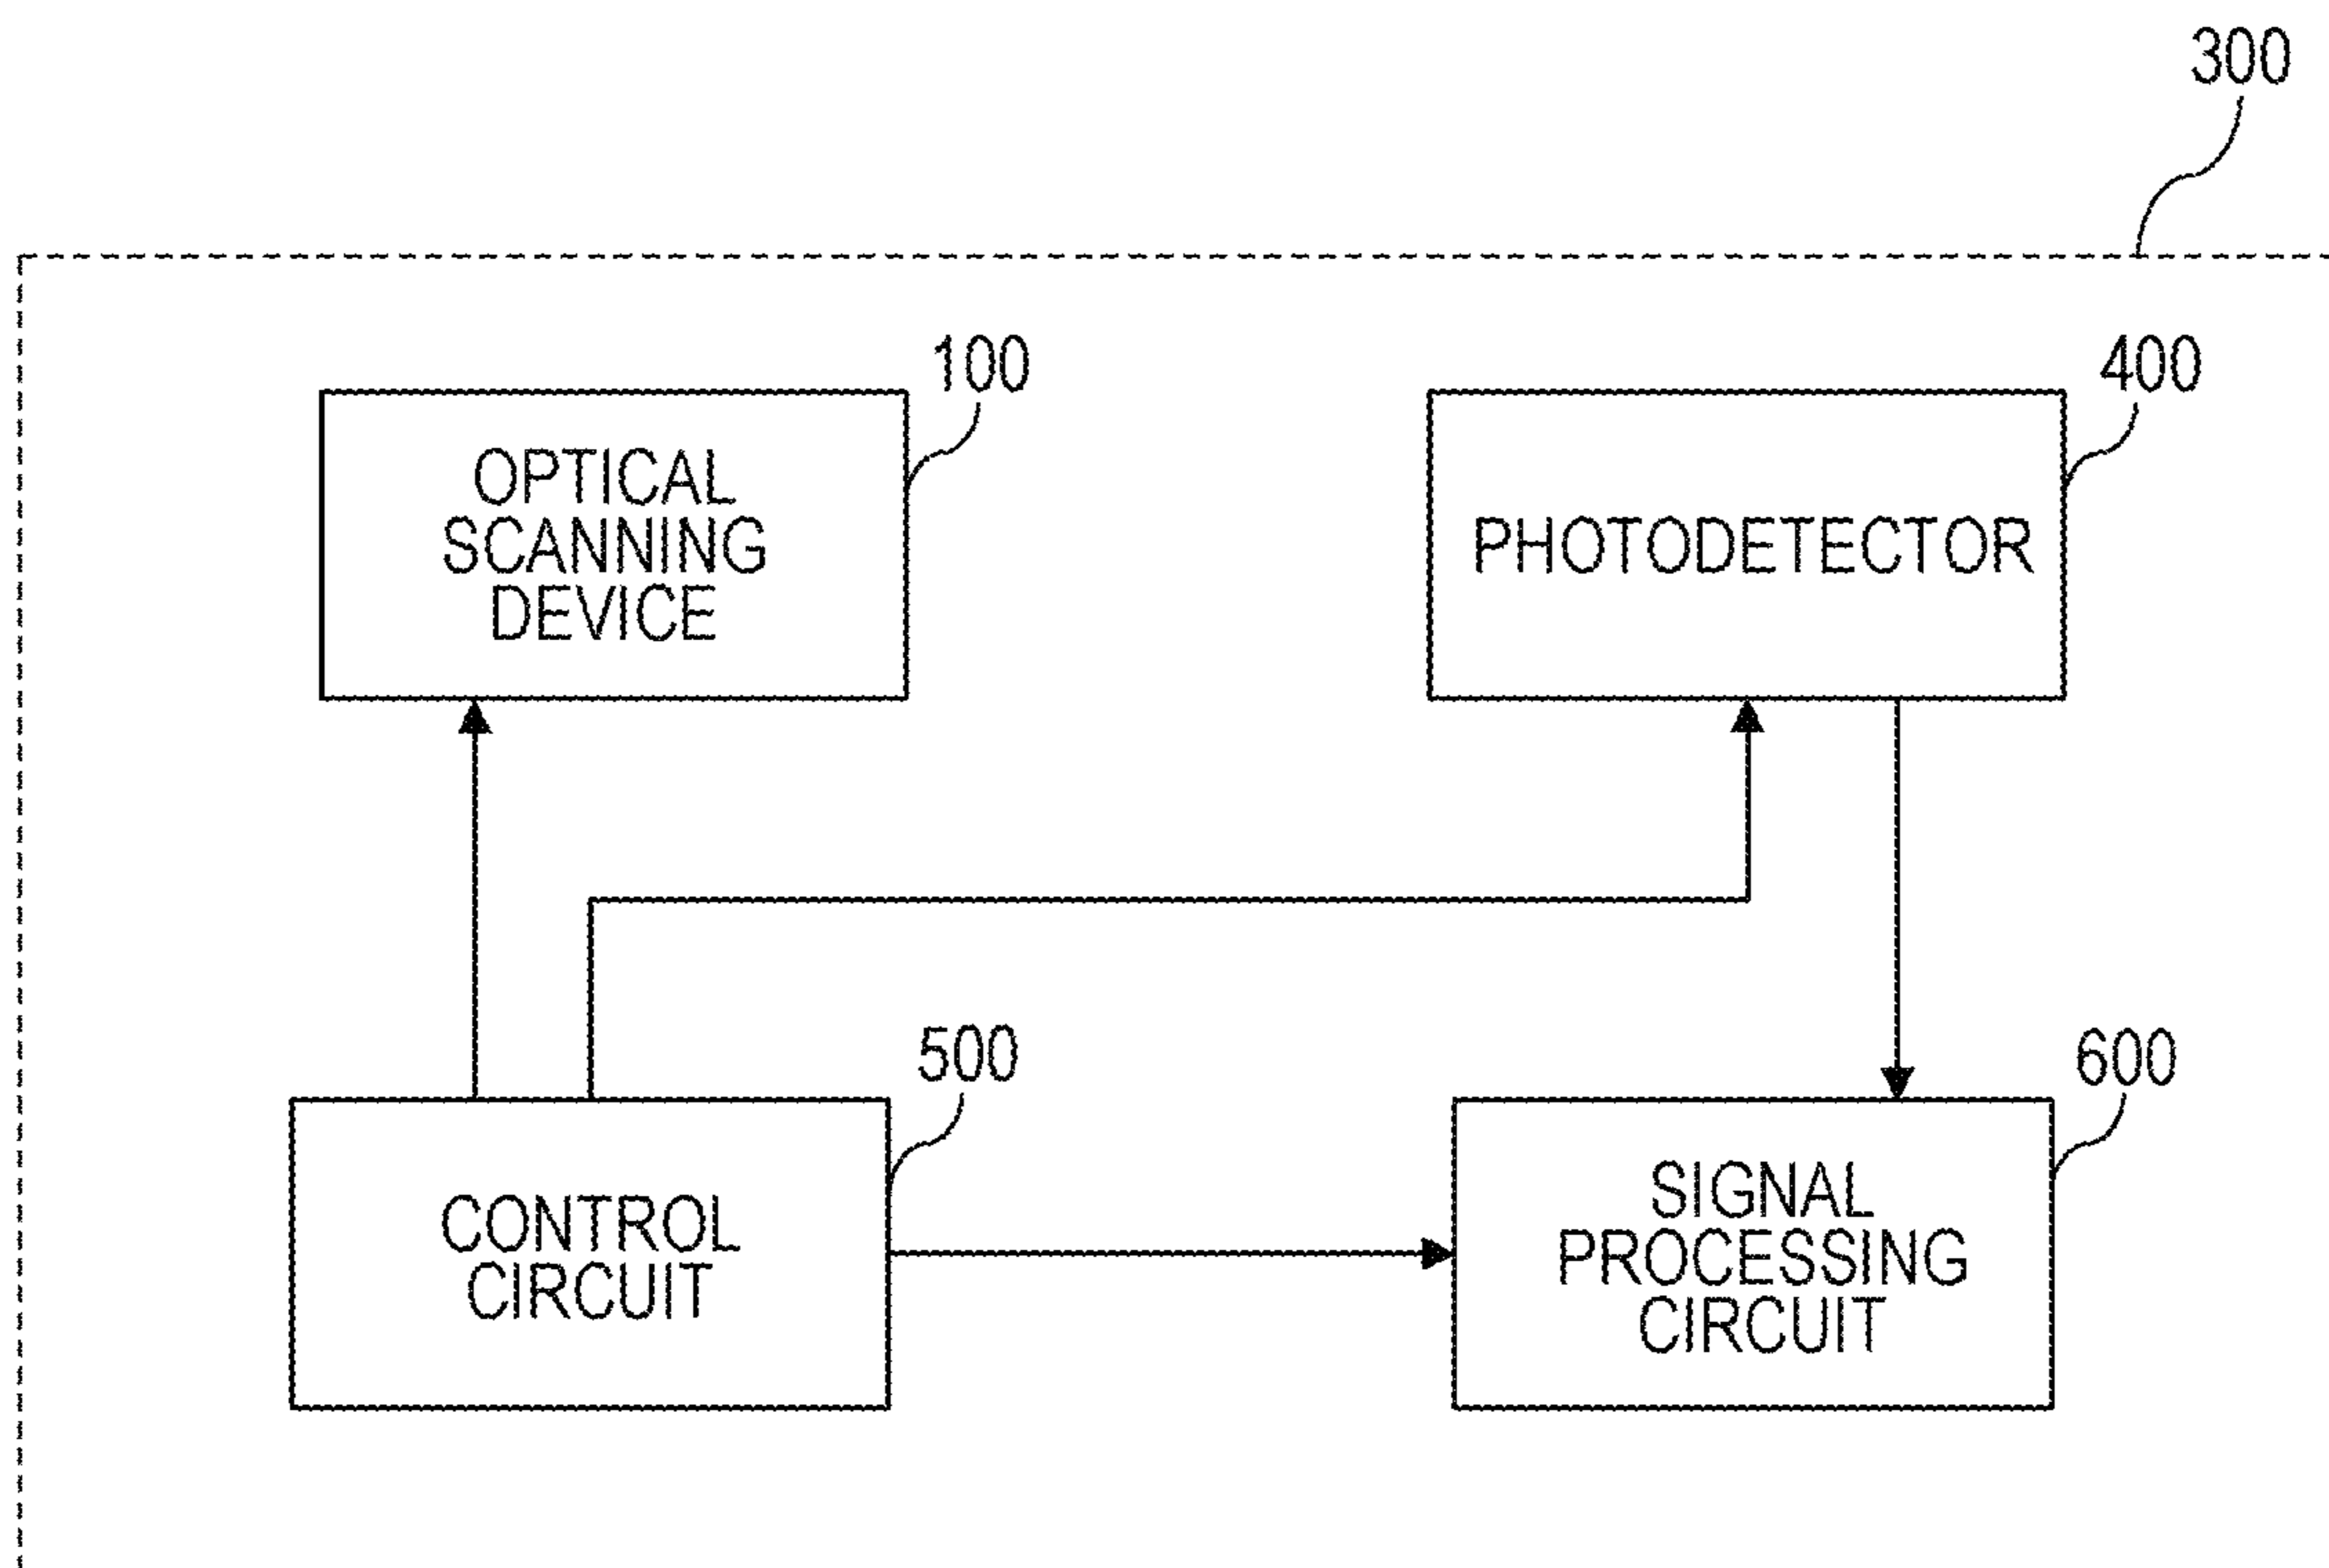 300
100
400
OPTICAL
SCANNING
DEVICE
PHOTODETECTOR
500
600
CONTROL
CIRCUIT
SIGNAL
PROCESSING
CIRCUIT